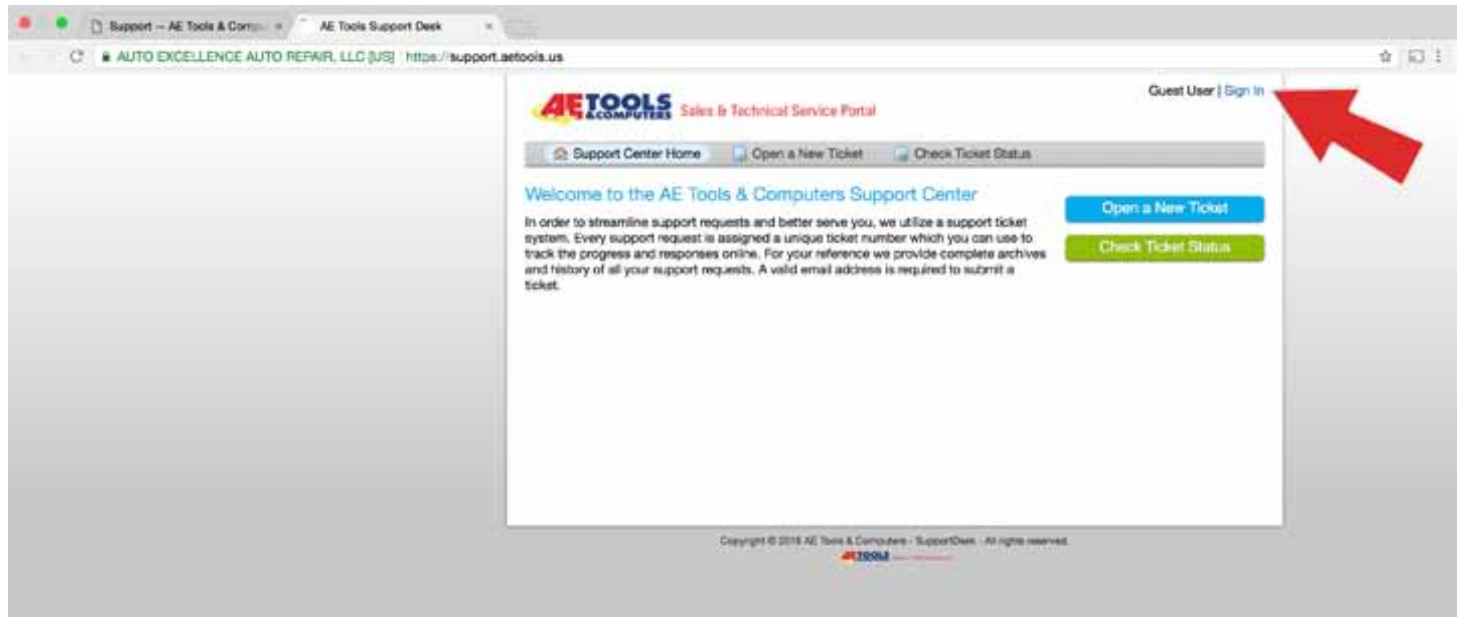 Support — AE Tools & Comp
AE Tools Support Desk
AUTO EXCELLENCE AUTO REPAIR, LLC [US] https://support.aetools.us
Guest User | Sign In
AETOOLS
& COMPUTERS
Sales & Technical Service Portal
Support Center Home Open a New Ticket Check Ticket Status
Welcome to the AE Tools & Computers Support Center
In order to streamline support requests and better serve you, we utilize a support ticket
system. Every support request is assigned a unique ticket number which you can use to
track the progress and responses online. For your reference we provide complete archives
and history of all your support requests. A valid email address is required to submit a
ticket.
Open a New Ticket
Check Ticket Status
Copyright © 2016 AE Tools & Computers - SupportDesk - All rights reserved.
AETOOLS